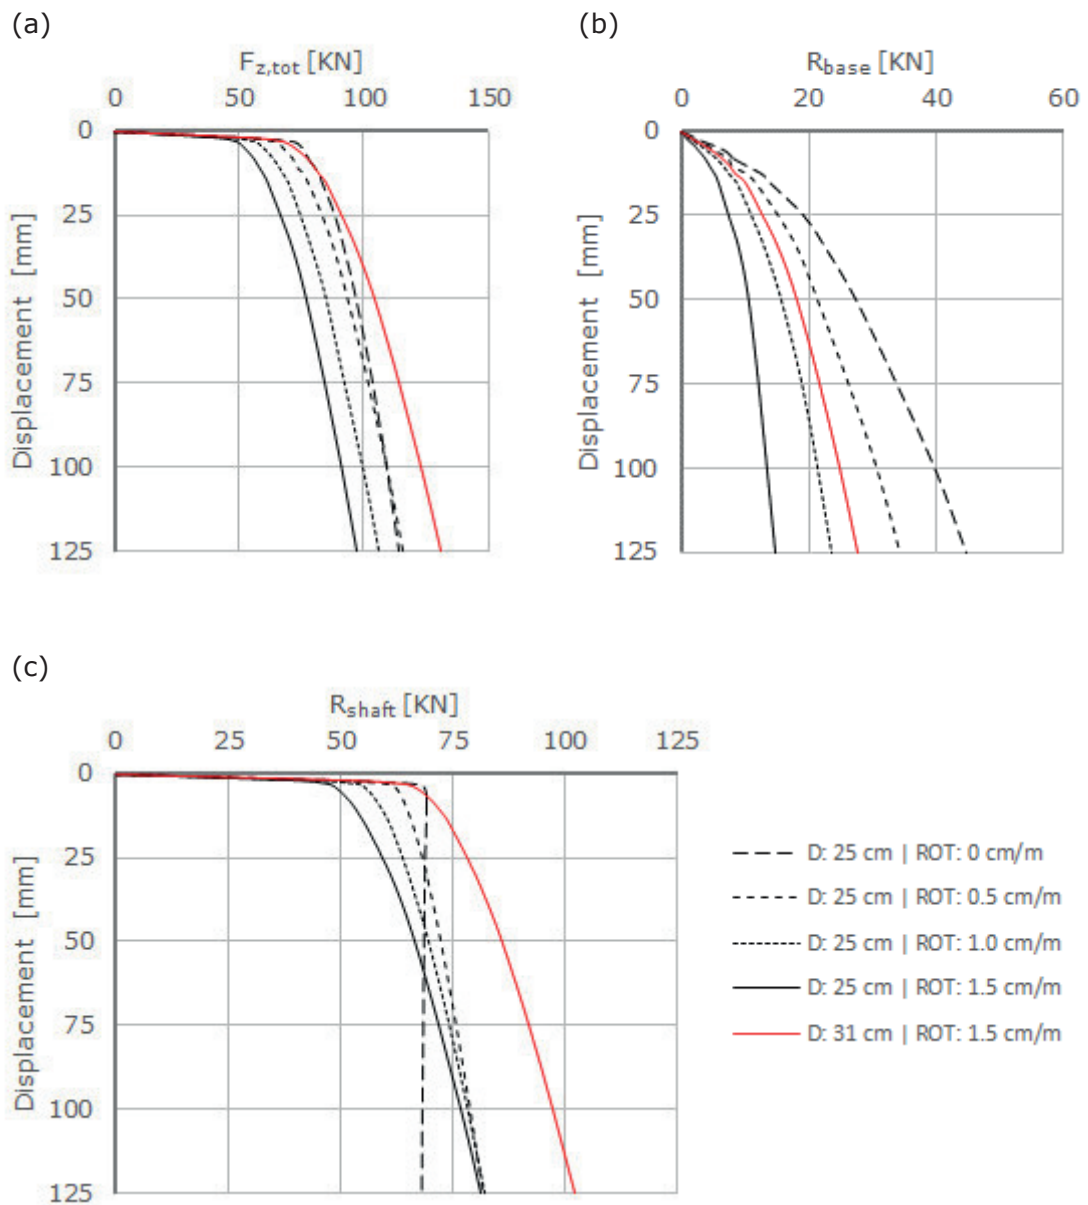 (a)
(b)
F_z,tot [KN]
R_base [KN]
0 50 100 150
0 20 40 60
0
25
50
75
100
125
Displacement [mm]
0
25
50
75
100
125
Displacement [mm]
(c)
R_shaft [KN]
0 25 50 75 100 125
0
25
50
75
100
125
Displacement [mm]
D: 25 cm | ROT: 0 cm/m
D: 25 cm | ROT: 0.5 cm/m
D: 25 cm | ROT: 1.0 cm/m
D: 25 cm | ROT: 1.5 cm/m
D: 31 cm | ROT: 1.5 cm/m